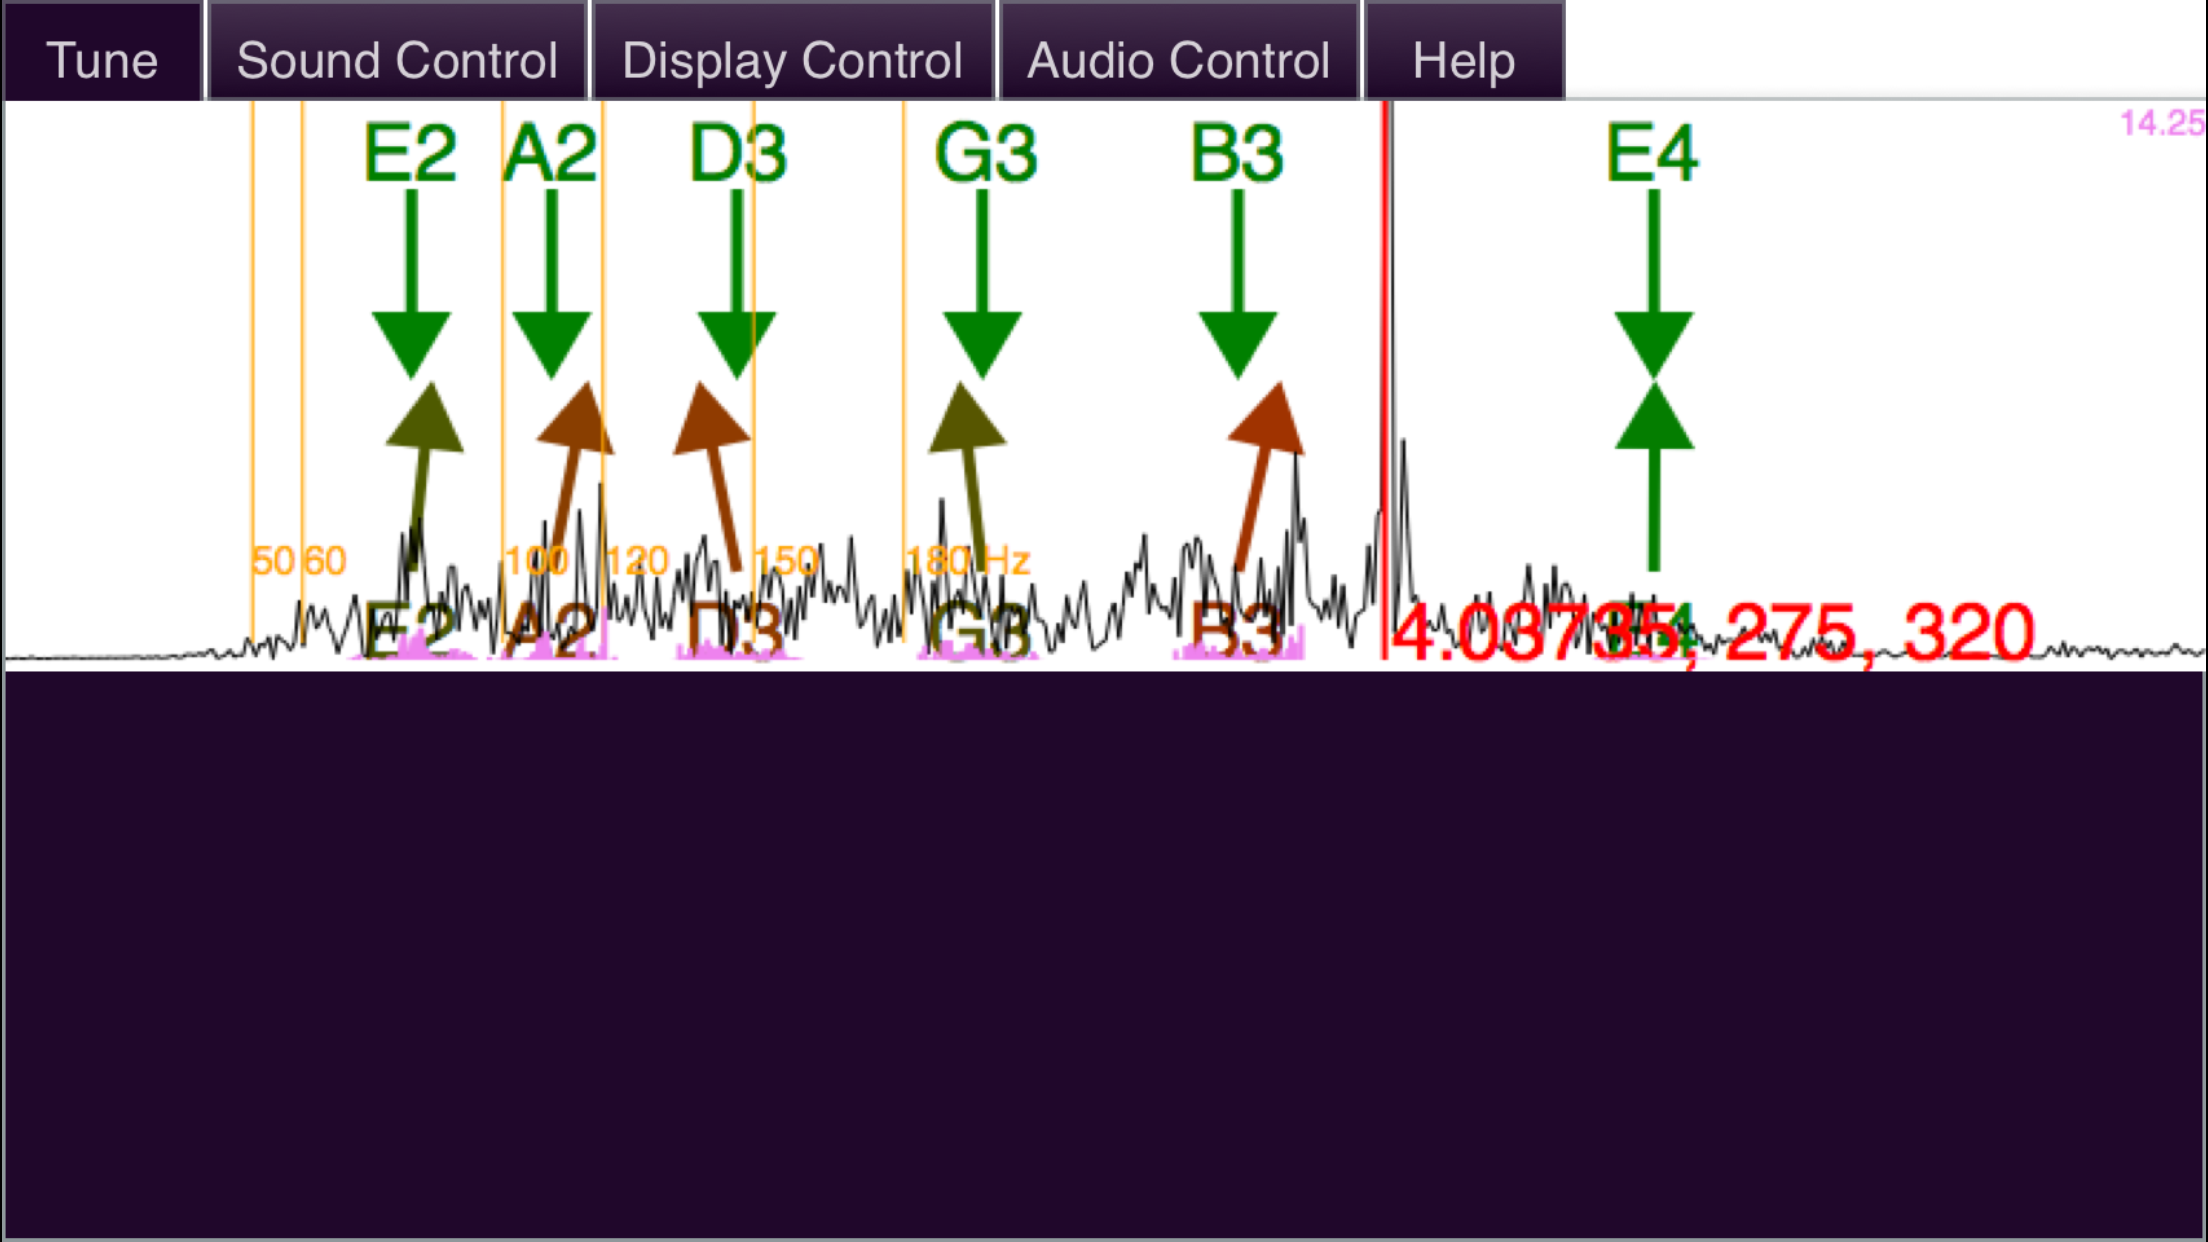 Tune Sound Control Display Control Audio Control Help
14.25
E2 A2 D3 G3 B3 E4
50 60 100 120 150 180 Hz
E2 A2 D3 G3 B3 E4
4.03735, 275, 320